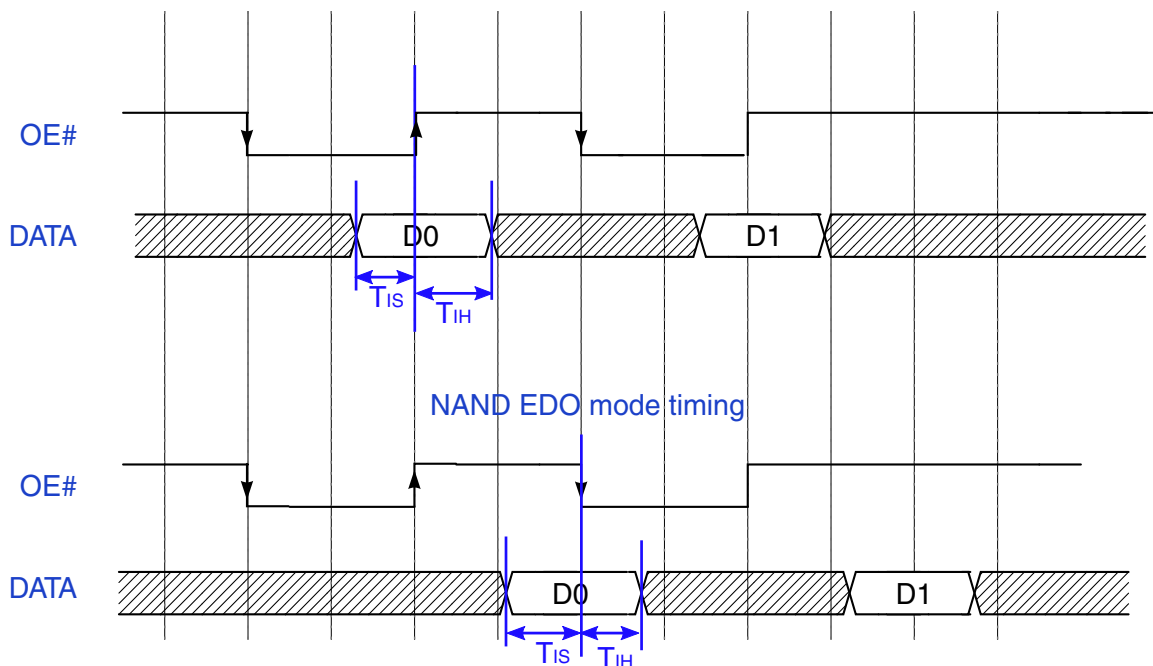 OE#
DATA D0 D1
TIS
TIH
NAND EDO mode timing
OE#
DATA D0 D1
TIS TIH